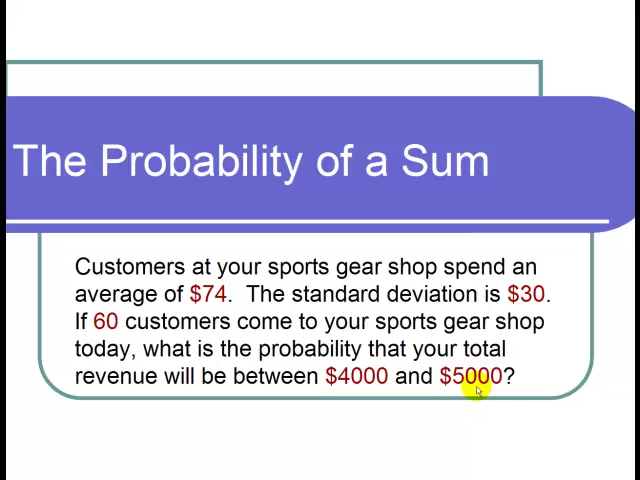 The Probability of a Sum
Customers at your sports gear shop spend an
average of $74.  The standard deviation is $30.
If 60 customers come to your sports gear shop
today, what is the probability that your total
revenue will be between $4000 and $5000?